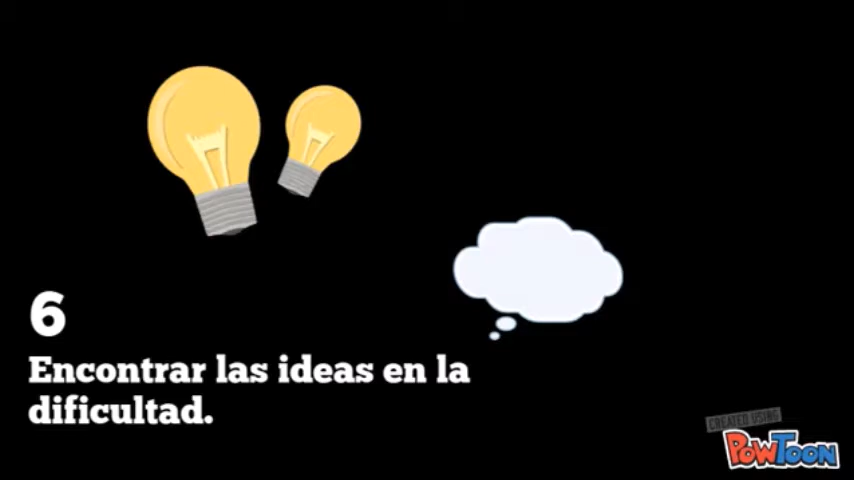 6
Encontrar las ideas en la
dificultad.
CREATED USING
POWTOON